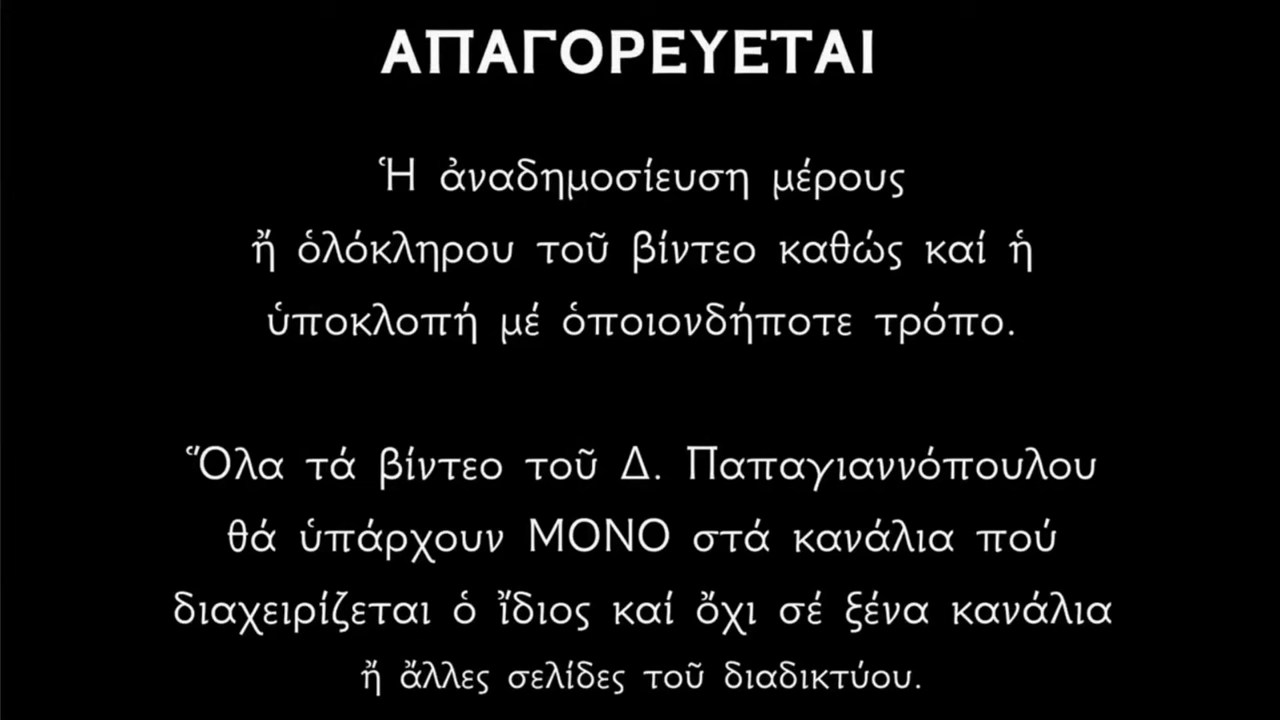 ΑΠΑΓΟΡΕΥΕΤΑΙ
Ἡ ἀναδημοσίευση μέρους
ἤ ὁλόκληρου τοῦ βίντεο καθώς καί ἡ
ὑποκλοπή μέ ὁποιονδήποτε τρόπο.
Ὅλα τά βίντεο τοῦ Δ. Παπαγιαννόπουλου
θά ὑπάρχουν ΜΟΝΟ στά κανάλια πού
διαχειρίζεται ὁ ἴδιος καί ὄχι σέ ξένα κανάλια
ἤ ἄλλες σελίδες τοῦ διαδικτύου.